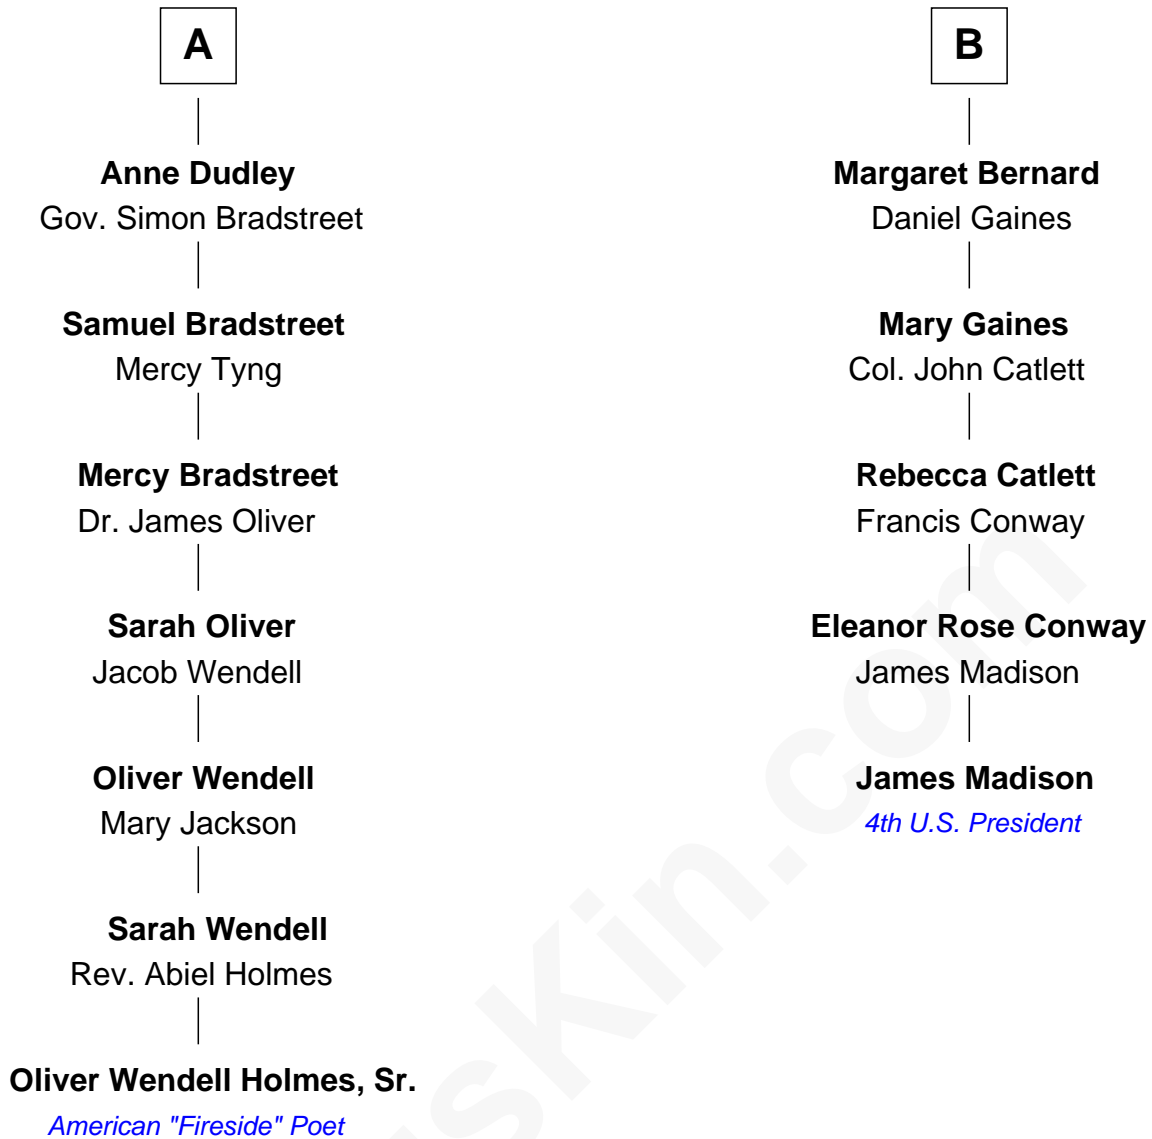 A
Anne Dudley
Gov. Simon Bradstreet
Samuel Bradstreet
Mercy Tyng
Mercy Bradstreet
Dr. James Oliver
Sarah Oliver
Jacob Wendell
Oliver Wendell
Mary Jackson
Sarah Wendell
Rev. Abiel Holmes
Oliver Wendell Holmes, Sr.
American "Fireside" Poet
B
Margaret Bernard
Daniel Gaines
Mary Gaines
Col. John Catlett
Rebecca Catlett
Francis Conway
Eleanor Rose Conway
James Madison
James Madison
4th U.S. President
sKin.com